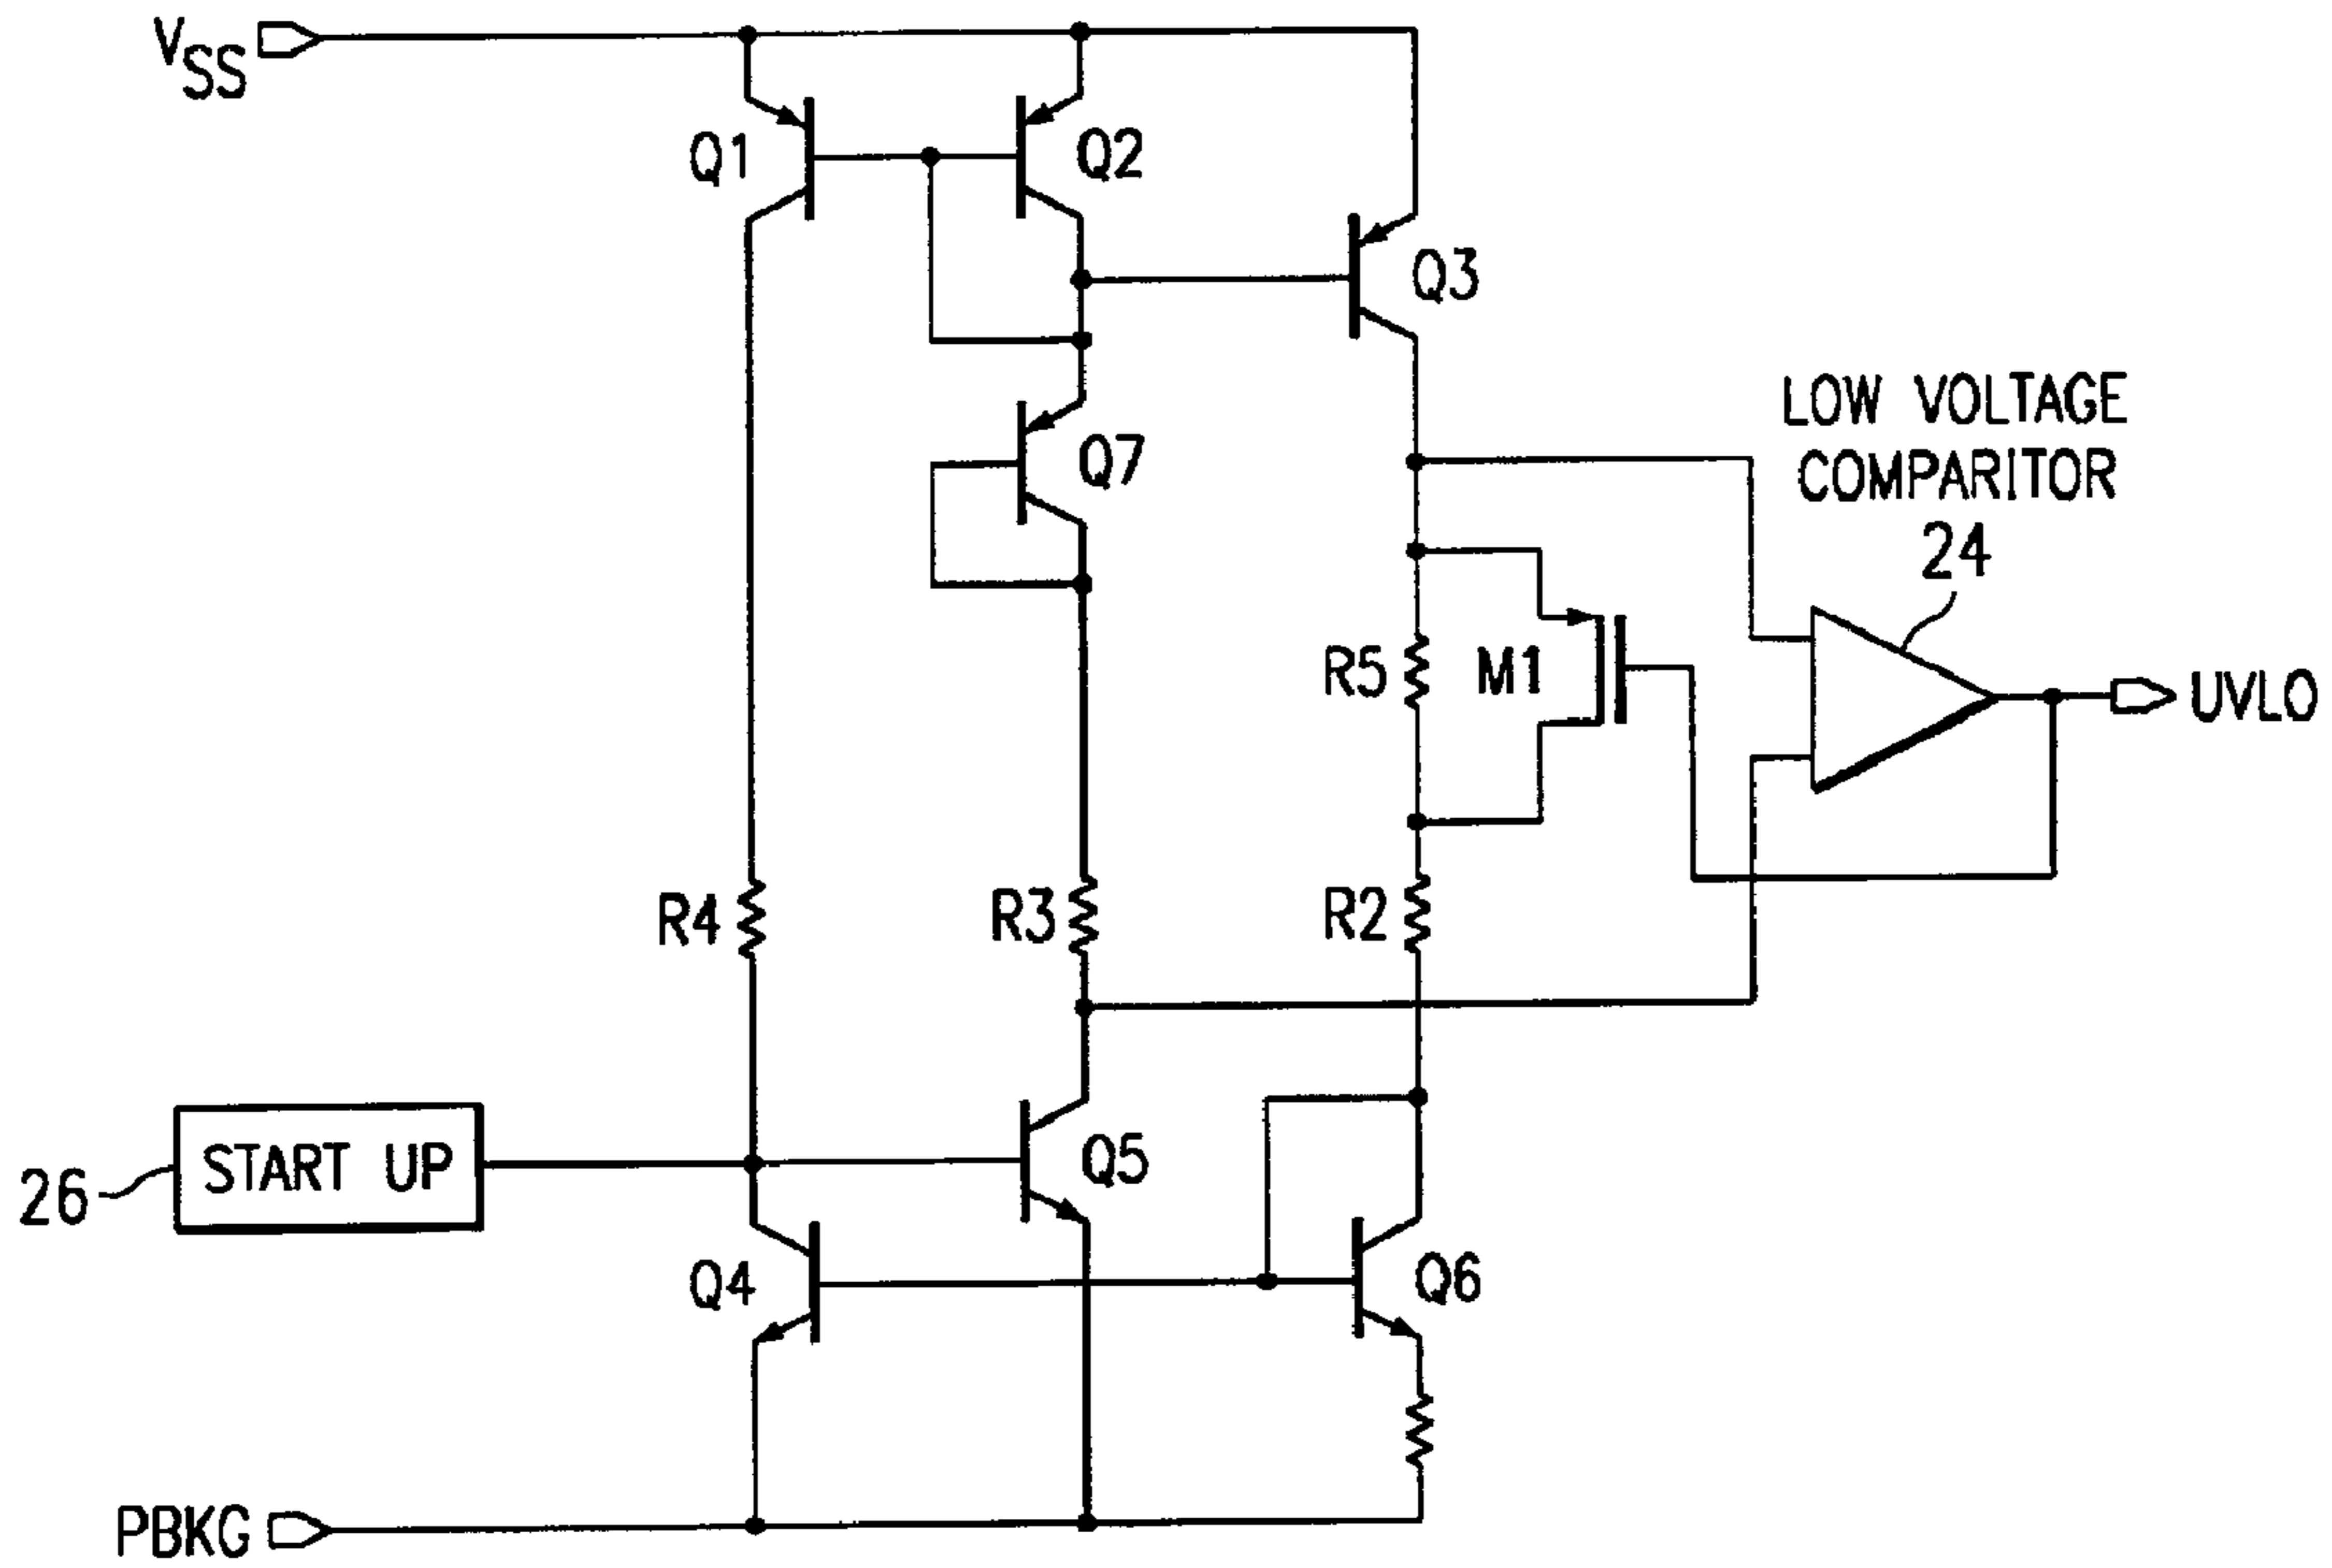 VSS
Q1
Q2
Q3
Q7
LOW VOLTAGE
COMPARITOR
24
R5
M1
UVLO
R4
R3
R2
START UP
26
Q5
Q4
Q6
PBKG